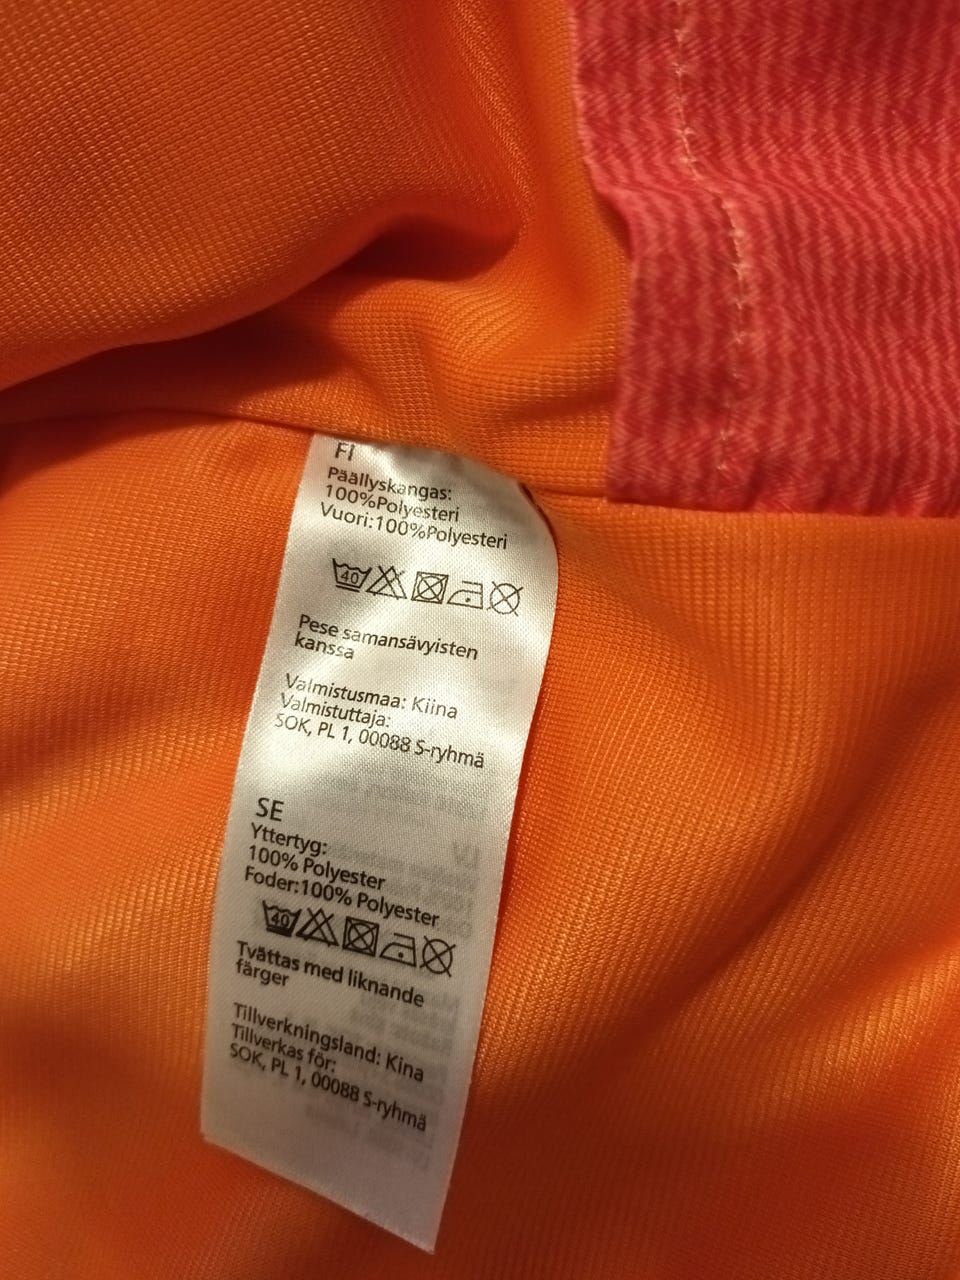 FI
Päällyskangas:
100%Polyesteri
Vuori:100%Polyesteri
40
Pese samansävyisten
kanssa
Valmistusmaa: Kiina
Valmistuttaja:
SOK, PL 1, 00088 S-ryhmä
SE
Yttertyg:
100% Polyester
Foder:100% Polyester
40
Tvättas med liknande
färger
Tillverkningsland: Kina
Tillverkas för:
SOK, PL 1, 00088 S-ryhmä